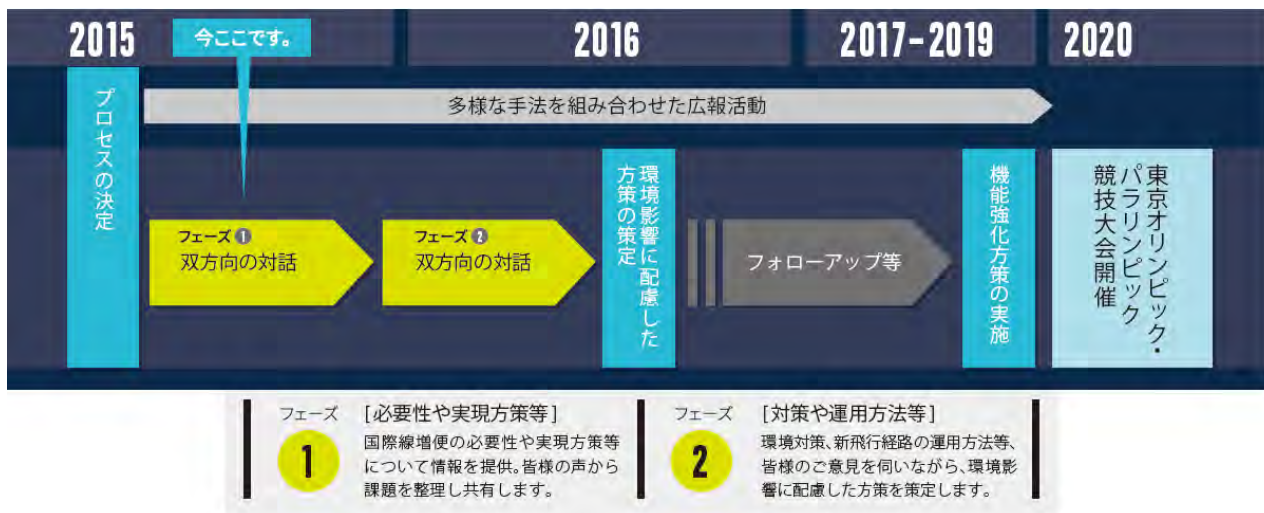 2015
今ここです。
2016
2017-2019
2020
プロセスの決定
多様な手法を組み合わせた広報活動
フェーズ❶
双方向の対話
フェーズ❷
双方向の対話
環境影響に配慮した
方策の策定
フォローアップ等
機能強化方策の実施
東京オリンピック・
パラリンピック
競技大会開催
フェーズ
1
[必要性や実現方策等]
国際線増便の必要性や実現方策等
について情報を提供。皆様の声から
課題を整理し共有します。
フェーズ
2
[対策や運用方法等]
環境対策、新飛行経路の運用方法等、
皆様のご意見を伺いながら、環境影
響に配慮した方策を策定します。